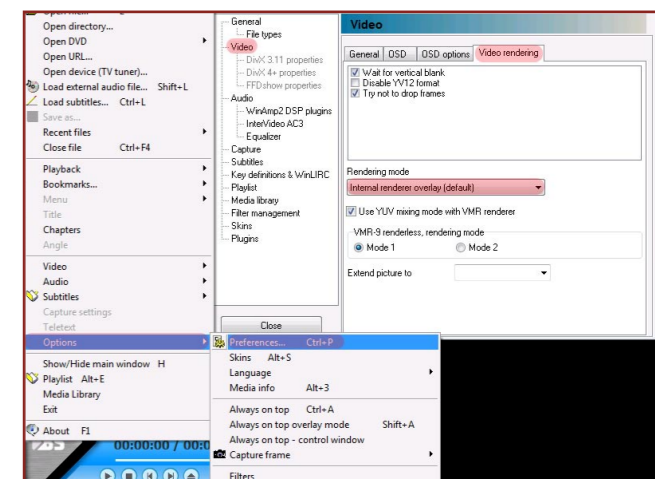 Open directory...
Open DVD
Open URL...
Open device (TV tuner)...
Load external audio file... Shift+L
Load subtitles... Ctrl+L
Save as...
Recent files
Close file Ctrl+F4
Playback
Bookmarks...
Menu
Title
Chapters
Angle
Video
Audio
Subtitles
Capture settings
Teletext
Options
Show/Hide main window H
Playlist Alt+E
Media Library
Exit
About F1
General
File types
Video
DivX 3.11 properties
DivX 4+ properties
FFDshow properties
Audio
WinAmp2 DSP plugins
InterVideo AC3
Equalizer
Capture
Subtitles
Key definitions & WinLIRC
Playlist
Media library
Filter management
Skins
Plugins
Close
Video
General OSD OSD options Video rendering
Wait for vertical blank
Disable YV12 format
Try not to drop frames
Rendering mode
Internal renderer overlay (default)
Use YUV mixing mode with VMR renderer
VMR-9 renderless, rendering mode
Mode 1 Mode 2
Extend picture to
Preferences... Ctrl+P
Skins Alt+S
Language
Media info Alt+3
Always on top Ctrl+A
Always on top overlay mode Shift+A
Always on top - control window
Capture frame
Filters
00:00:00 / 00:0